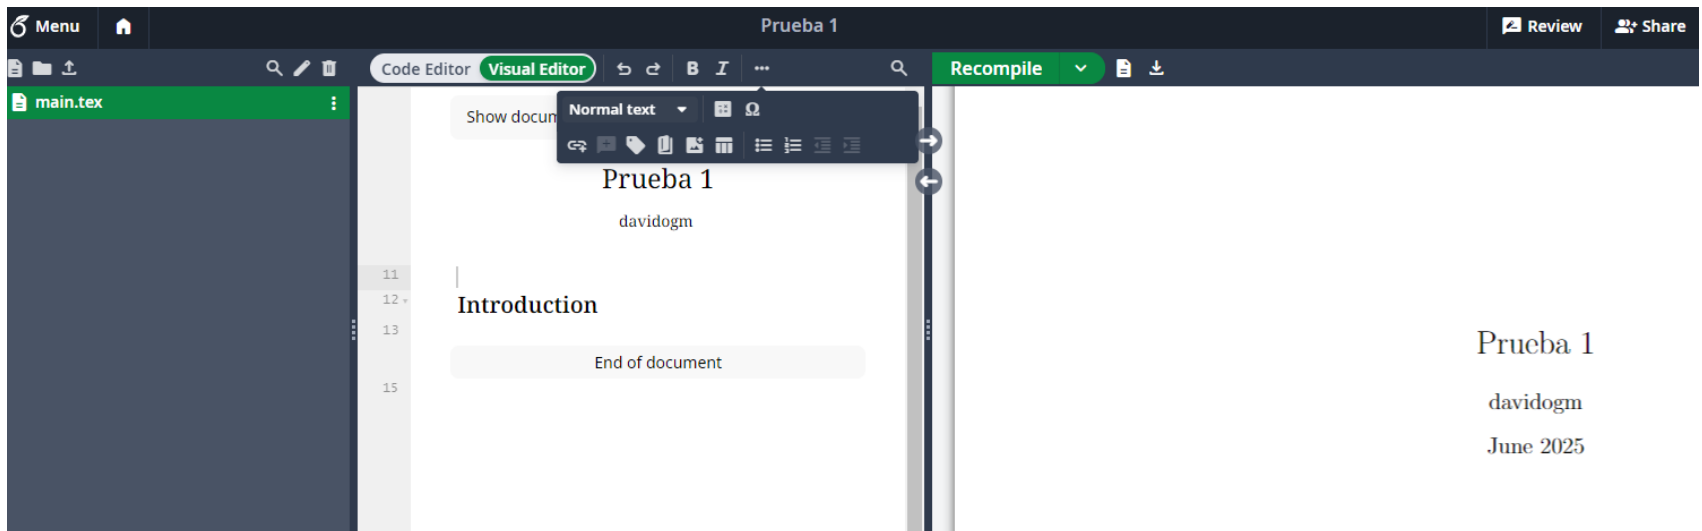 Menu
Prueba 1
Review
Share
Code Editor
Visual Editor
B
I
Recompile
main.tex
Show docum
Normal text
Ω
Prueba 1
davidogm
11
12
Introduction
13
End of document
15
Prueba 1
davidogm
June 2025